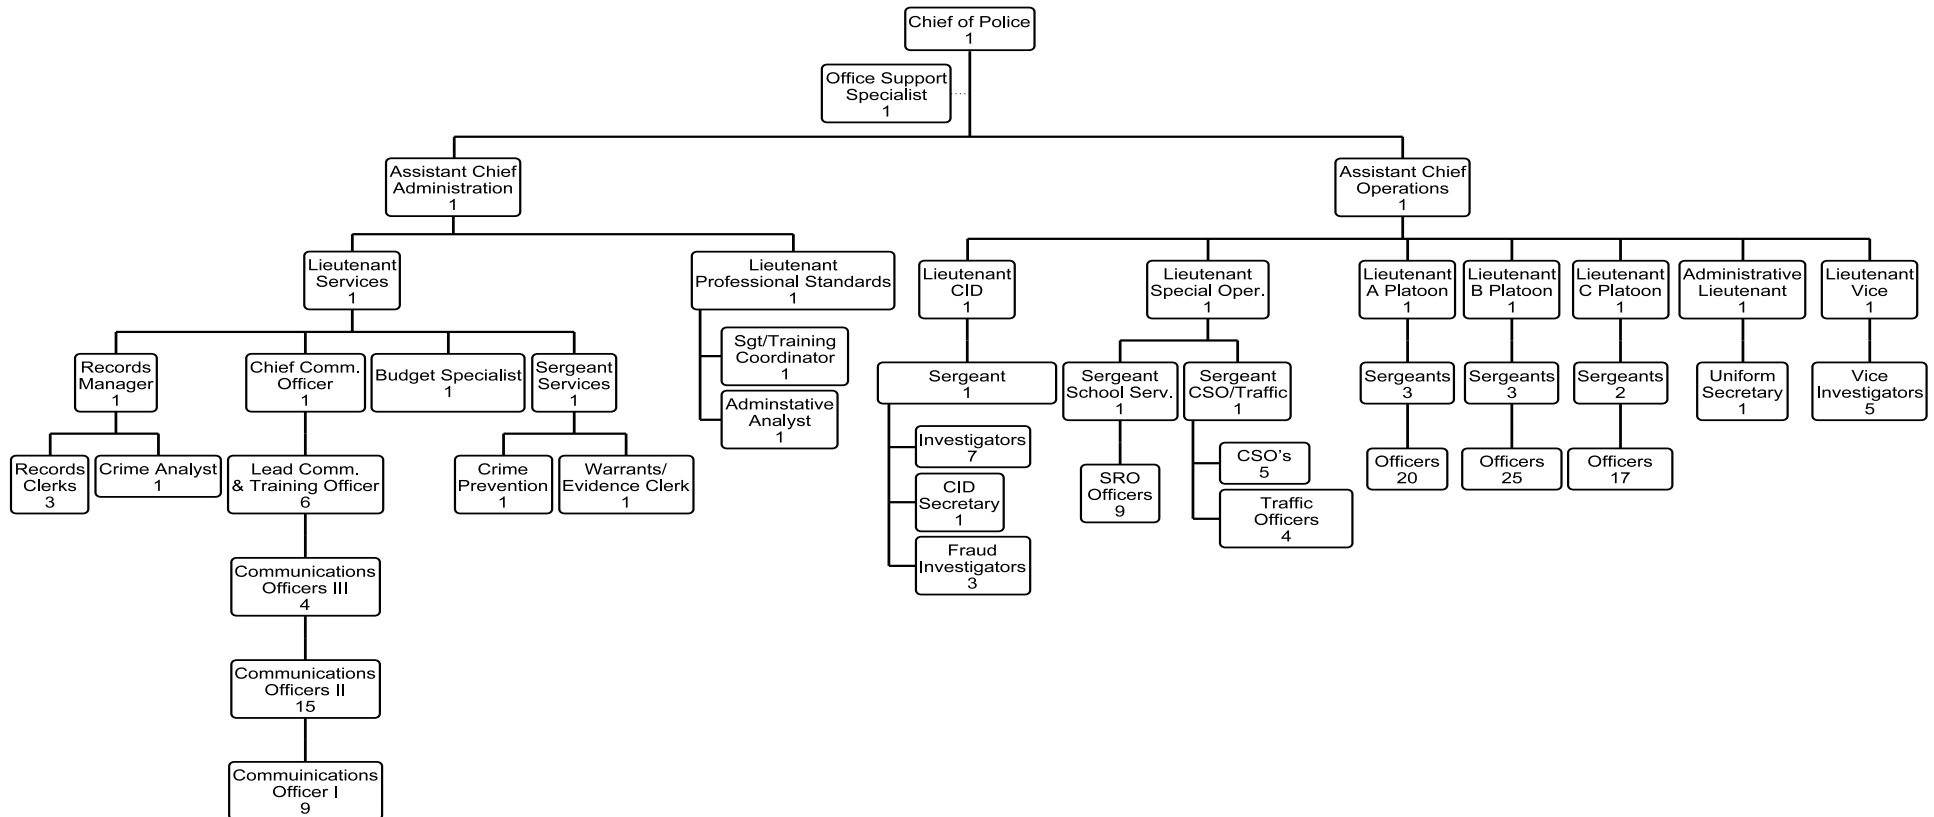 Chief of Police
1
Office Support
Specialist
1
Assistant Chief
Administration
1
Assistant Chief
Operations
1
Lieutenant
Services
1
Lieutenant
Professional Standards
1
Lieutenant
CID
1
Lieutenant
Special Oper.
1
Lieutenant
A Platoon
1
Lieutenant
B Platoon
1
Lieutenant
C Platoon
1
Administrative
Lieutenant
1
Lieutenant
Vice
1
Records
Manager
1
Chief Comm.
Officer
1
Budget Specialist
1
Sergeant
Services
1
Sgt/Training
Coordinator
1
Adminstative
Analyst
1
Sergeant
1
Sergeant
School Serv.
1
Sergeant
CSO/Traffic
1
Sergeants
3
Sergeants
3
Sergeants
2
Uniform
Secretary
1
Vice
Investigators
5
Records
Clerks
3
Crime Analyst
1
Lead Comm.
& Training Officer
6
Crime
Prevention
1
Warrants/
Evidence Clerk
1
Investigators
7
CID
Secretary
1
Fraud
Investigators
3
SRO
Officers
9
CSO's
5
Traffic
Officers
4
Officers
20
Officers
25
Officers
17
Communications
Officers III
4
Communications
Officers II
15
Commuinications
Officer I
9